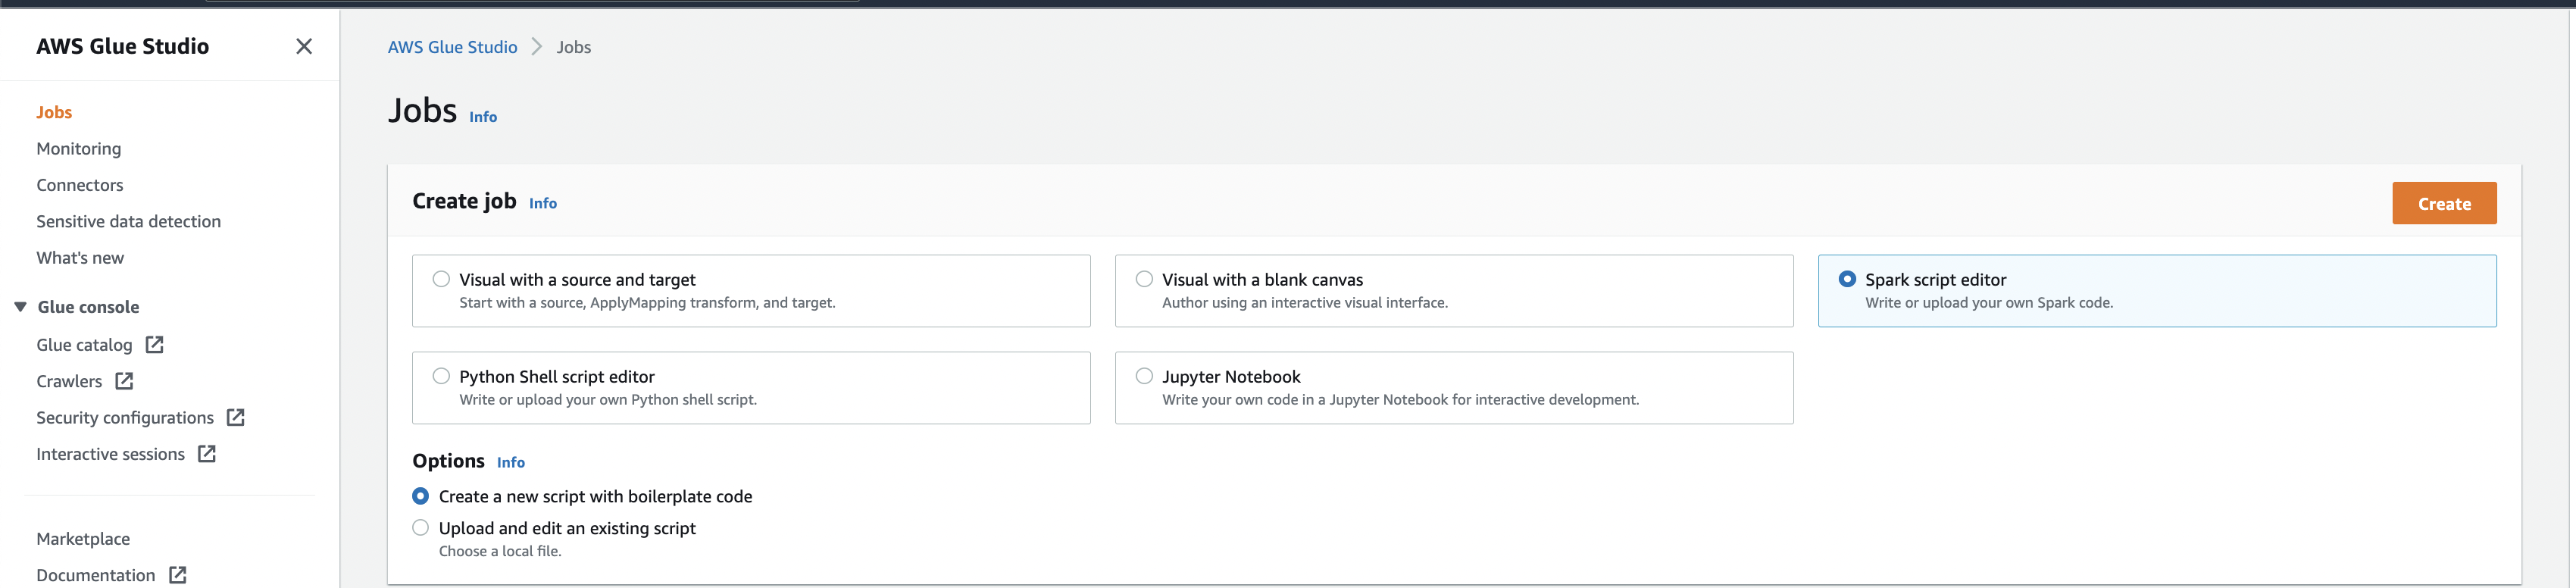 AWS Glue Studio
Jobs
Monitoring
Connectors
Sensitive data detection
What's new
Glue console
Glue catalog
Crawlers
Security configurations
Interactive sessions
Marketplace
Documentation
AWS Glue Studio > Jobs
Jobs Info
Create job Info
Create
Visual with a source and target
Start with a source, ApplyMapping transform, and target.
Visual with a blank canvas
Author using an interactive visual interface.
Spark script editor
Write or upload your own Spark code.
Python Shell script editor
Write or upload your own Python shell script.
Jupyter Notebook
Write your own code in a Jupyter Notebook for interactive development.
Options Info
Create a new script with boilerplate code
Upload and edit an existing script
Choose a local file.